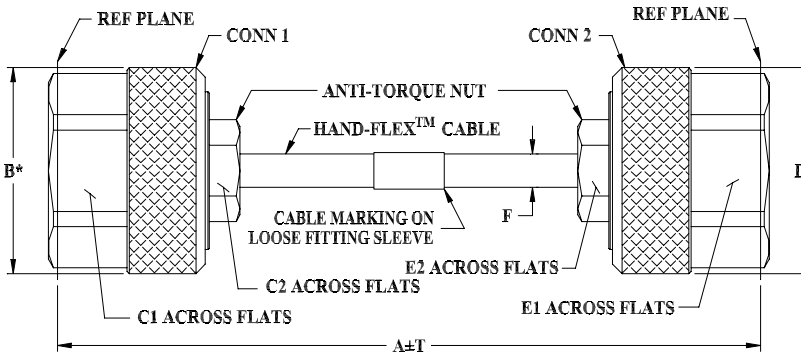 REF PLANE
REF PLANE
CONN 1
CONN 2
ANTI-TORQUE NUT
HAND-FLEX™ CABLE
B*
D
CABLE MARKING ON
LOOSE FITTING SLEEVE
F
E2 ACROSS FLATS
C2 ACROSS FLATS
E1 ACROSS FLATS
C1 ACROSS FLATS
A±T